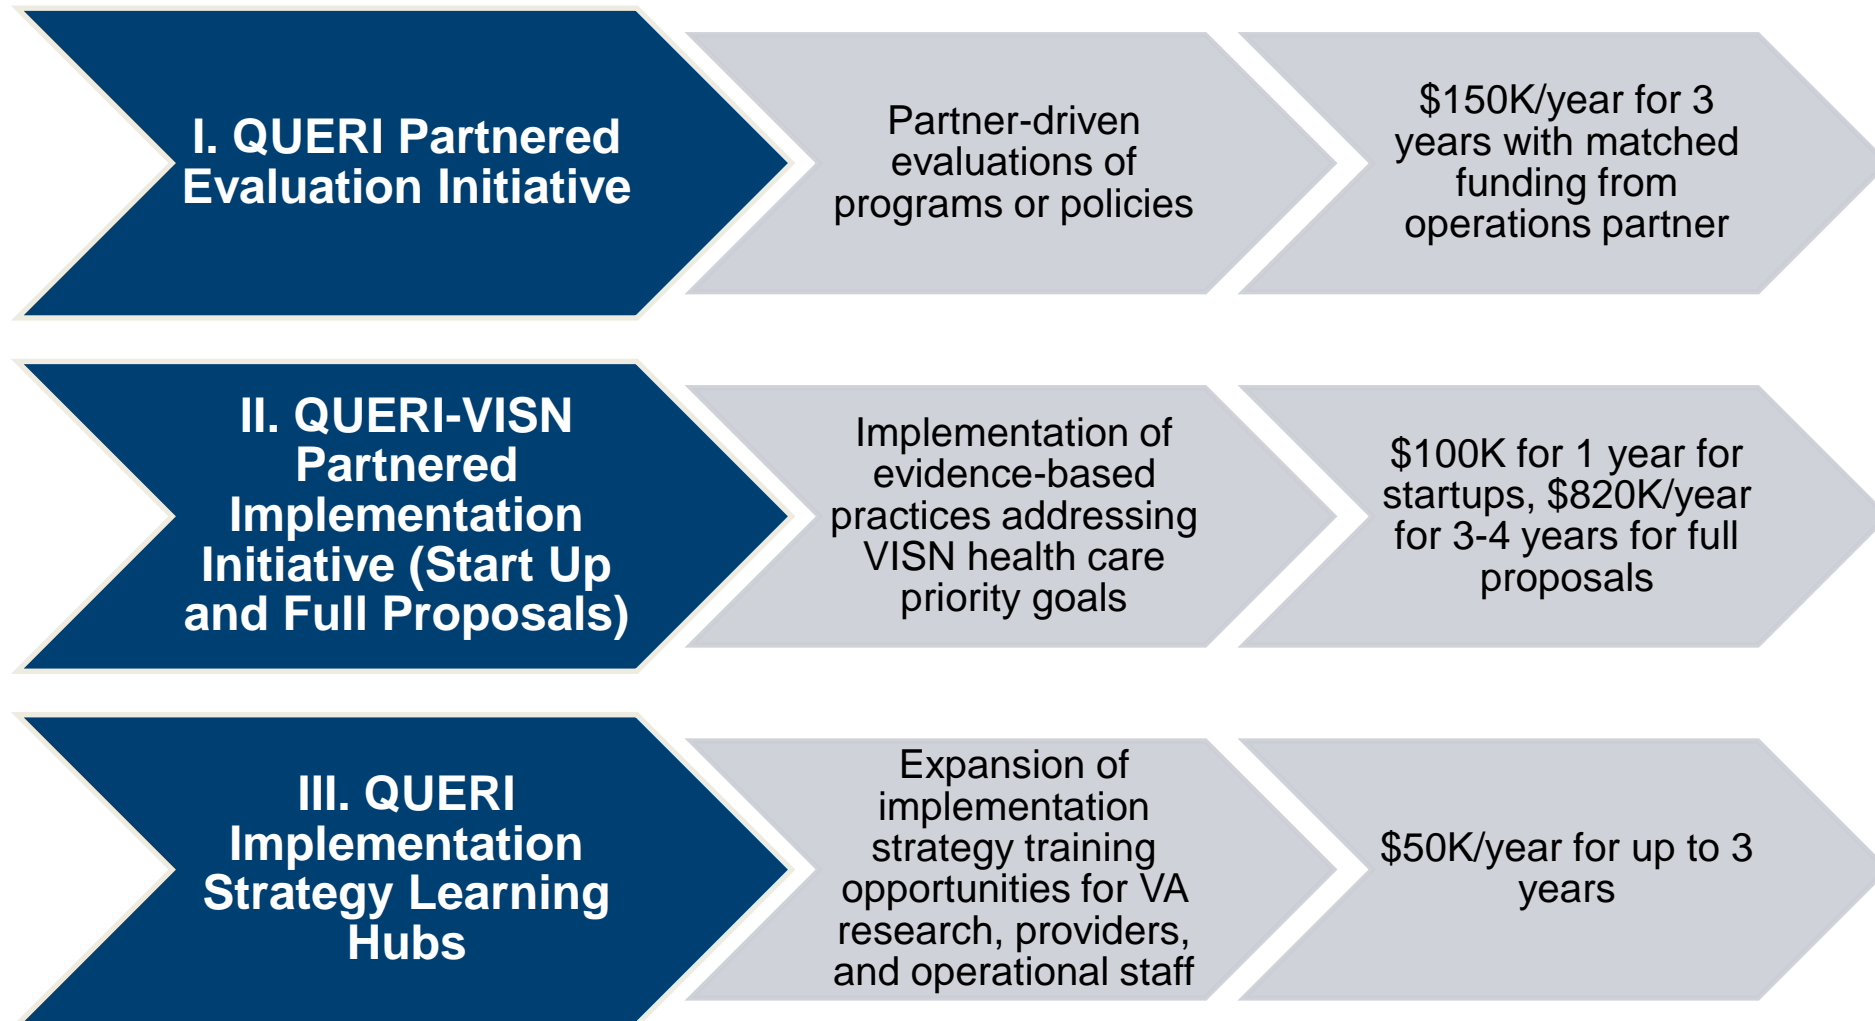 I. QUERI Partnered
Evaluation Initiative
Partner-driven
evaluations of
programs or policies
$150K/year for 3
years with matched
funding from
operations partner
II. QUERI-VISN
Partnered
Implementation
Initiative (Start Up
and Full Proposals)
Implementation of
evidence-based
practices addressing
VISN health care
priority goals
$100K for 1 year for
startups, $820K/year
for 3-4 years for full
proposals
III. QUERI
Implementation
Strategy Learning
Hubs
Expansion of
implementation
strategy training
opportunities for VA
research, providers,
and operational staff
$50K/year for up to 3
years